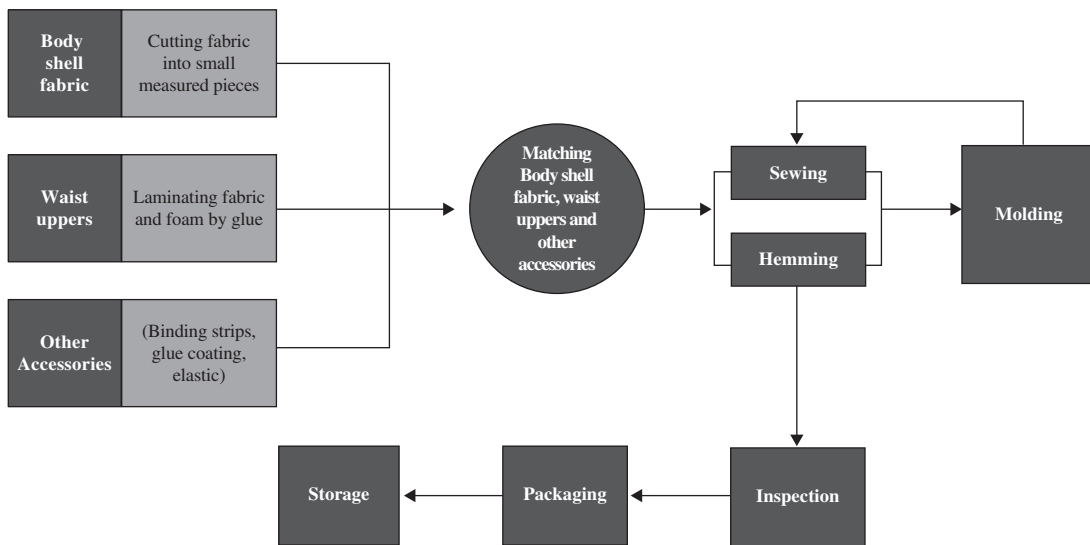 Body
shell
fabric
Cutting fabric
into small
measured pieces
Waist
uppers
Laminating fabric
and foam by glue
Other
Accessories
(Binding strips,
glue coating,
elastic)
Matching
Body shell
fabric, waist
uppers and
other
accessories
Sewing
Hemming
Molding
Storage
Packaging
Inspection